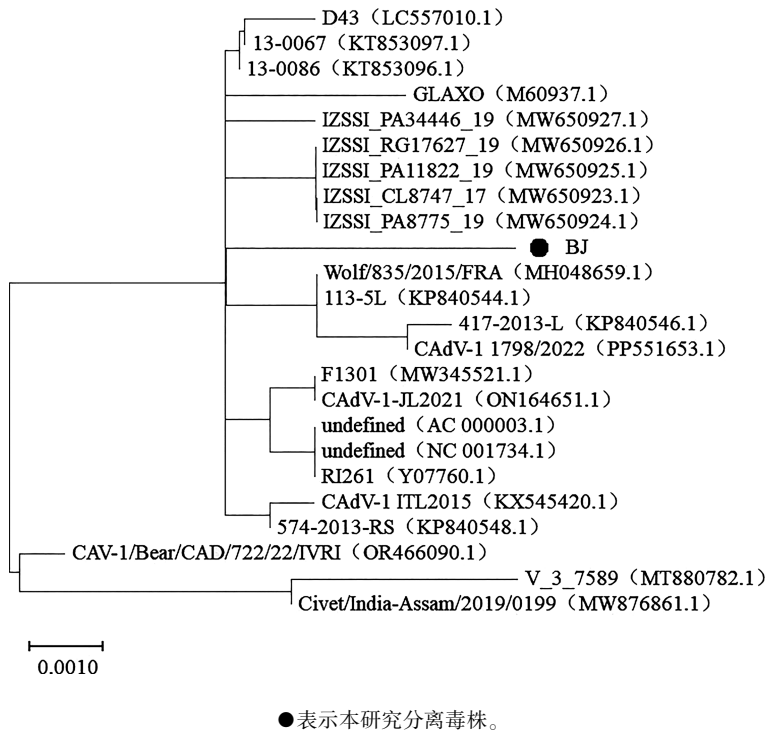 D43（LC557010.1）
13-0067（KT853097.1）
13-0086（KT853096.1）
GLAXO（M60937.1）
IZSSI_PA34446_19（MW650927.1）
IZSSI_RG17627_19（MW650926.1）
IZSSI_PA11822_19（MW650925.1）
IZSSI_CL8747_17（MW650923.1）
IZSSI_PA8775_19（MW650924.1）
BJ
Wolf/835/2015/FRA（MH048659.1）
113-5L（KP840544.1）
417-2013-L（KP840546.1）
CAdV-1 1798/2022（PP551653.1）
F1301（MW345521.1）
CAdV-1-JL2021（ON164651.1）
undefined（AC 000003.1）
undefined（NC 001734.1）
RI261（Y07760.1）
CAdV-1 ITL2015（KX545420.1）
574-2013-RS（KP840548.1）
CAV-1/Bear/CAD/722/22/IVRI（OR466090.1）
V_3_7589（MT880782.1）
Civet/India-Assam/2019/0199（MW876861.1）
0.0010
●表示本研究分离毒株。